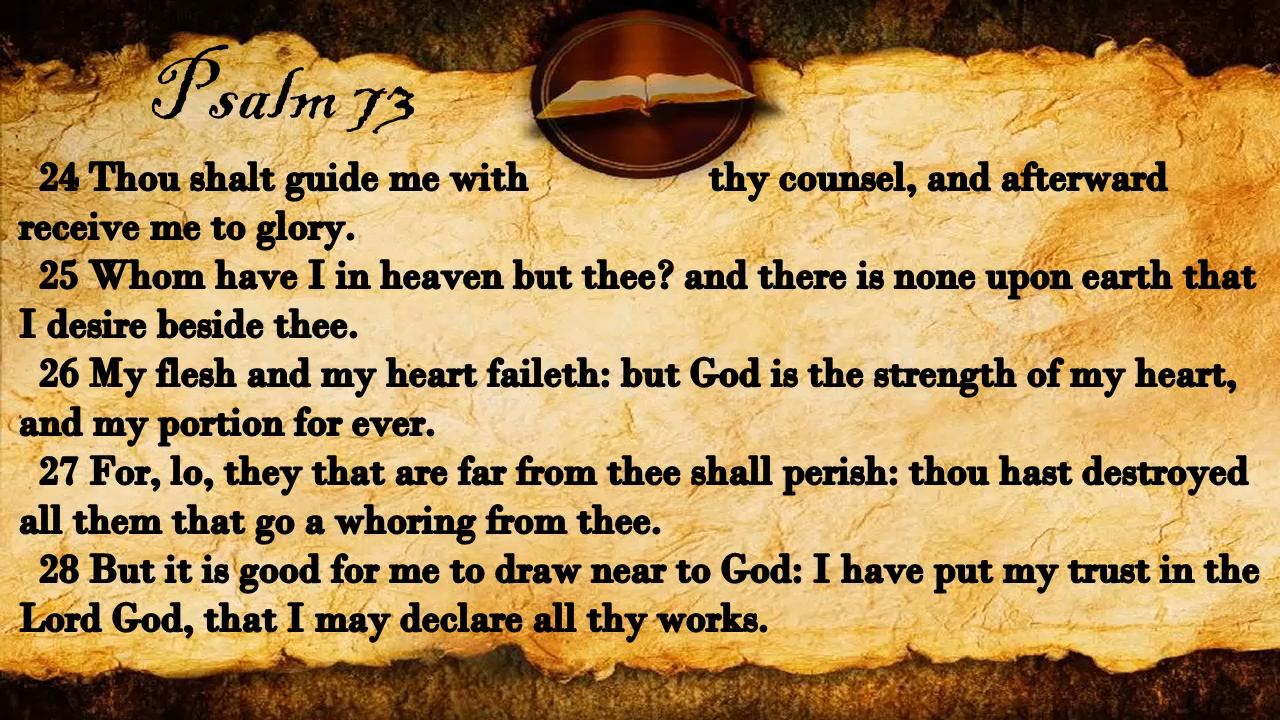 Psalm 73
24 Thou shalt guide me with thy counsel, and afterward
receive me to glory.
25 Whom have I in heaven but thee? and there is none upon earth that
I desire beside thee.
26 My flesh and my heart faileth: but God is the strength of my heart,
and my portion for ever.
27 For, lo, they that are far from thee shall perish: thou hast destroyed
all them that go a whoring from thee.
28 But it is good for me to draw near to God: I have put my trust in the
Lord God, that I may declare all thy works.